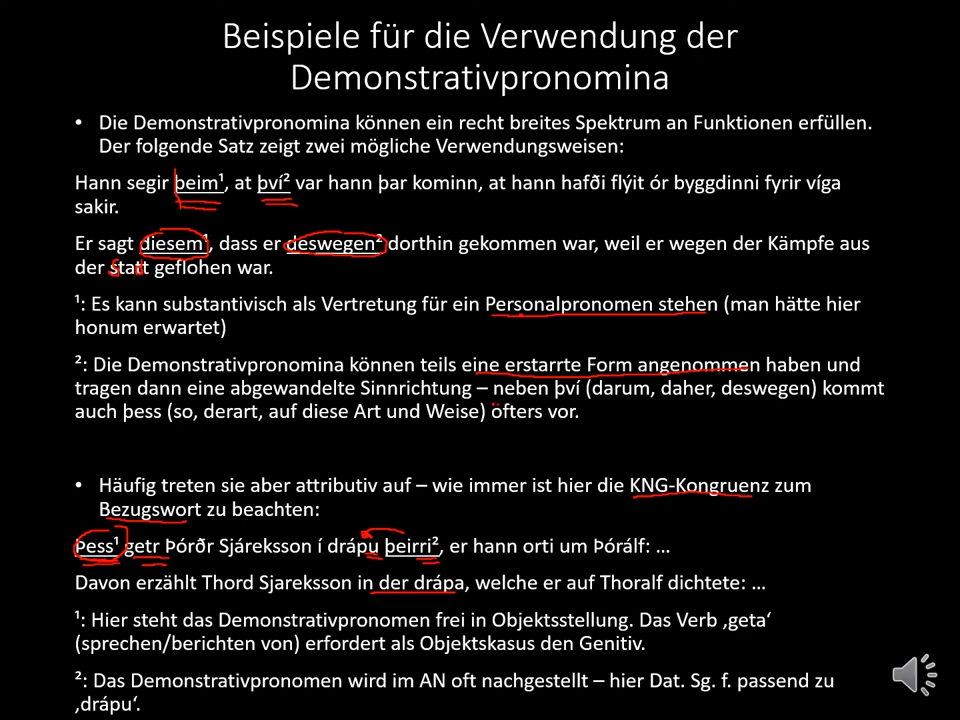 Beispiele für die Verwendung der
Demonstrativpronomina
• Die Demonstrativpronomina können ein recht breites Spektrum an Funktionen erfüllen.
Der folgende Satz zeigt zwei mögliche Verwendungsweisen:
Hann segir þeim¹, at því² var hann þar kominn, at hann hafði flýit ór byggdinni fyrir víga
sakir.
Er sagt diesem¹, dass er deswegen² dorthin gekommen war, weil er wegen der Kämpfe aus
der statt geflohen war.
¹: Es kann substantivisch als Vertretung für ein Personalpronomen stehen (man hätte hier
honum erwartet)
²: Die Demonstrativpronomina können teils eine erstarrte Form angenommen haben und
tragen dann eine abgewandelte Sinnrichtung – neben því (darum, daher, deswegen) kommt
auch þess (so, derart, auf diese Art und Weise) öfters vor.
• Häufig treten sie aber attributiv auf – wie immer ist hier die KNG-Kongruenz zum
Bezugswort zu beachten:
Þess¹ getr Þórðr Sjáreksson í drápu þeirri², er hann orti um Þórálf: …
Davon erzählt Thord Sjareksson in der drápa, welche er auf Thoralf dichtete: …
¹: Hier steht das Demonstrativpronomen frei in Objektsstellung. Das Verb ‚geta‘
(sprechen/berichten von) erfordert als Objektskasus den Genitiv.
²: Das Demonstrativpronomen wird im AN oft nachgestellt – hier Dat. Sg. f. passend zu
‚drápu‘.